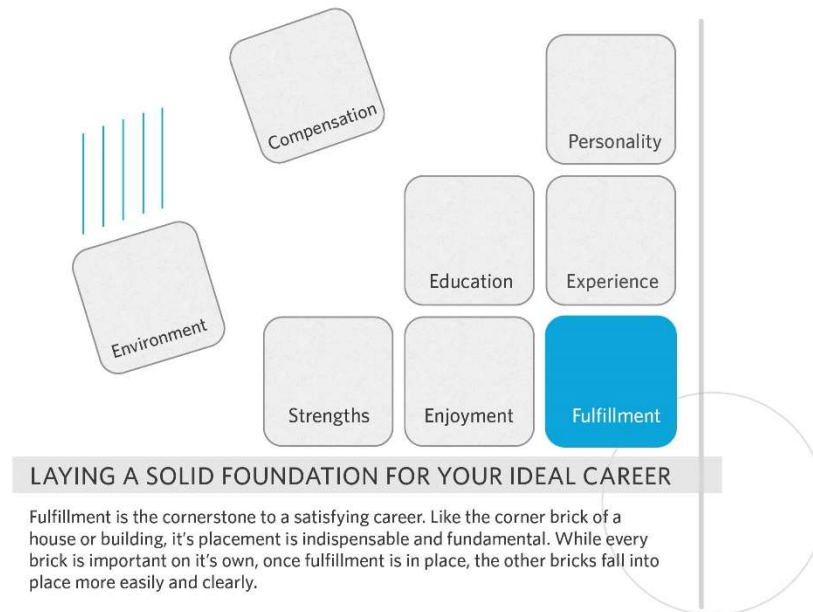 Compensation
Personality
Environment
Education
Experience
Strengths
Enjoyment
Fulfillment
LAYING A SOLID FOUNDATION FOR YOUR IDEAL CAREER
Fulfillment is the cornerstone to a satisfying career. Like the corner brick of a
house or building, it's placement is indispensable and fundamental. While every
brick is important on it's own, once fulfillment is in place, the other bricks fall into
place more easily and clearly.